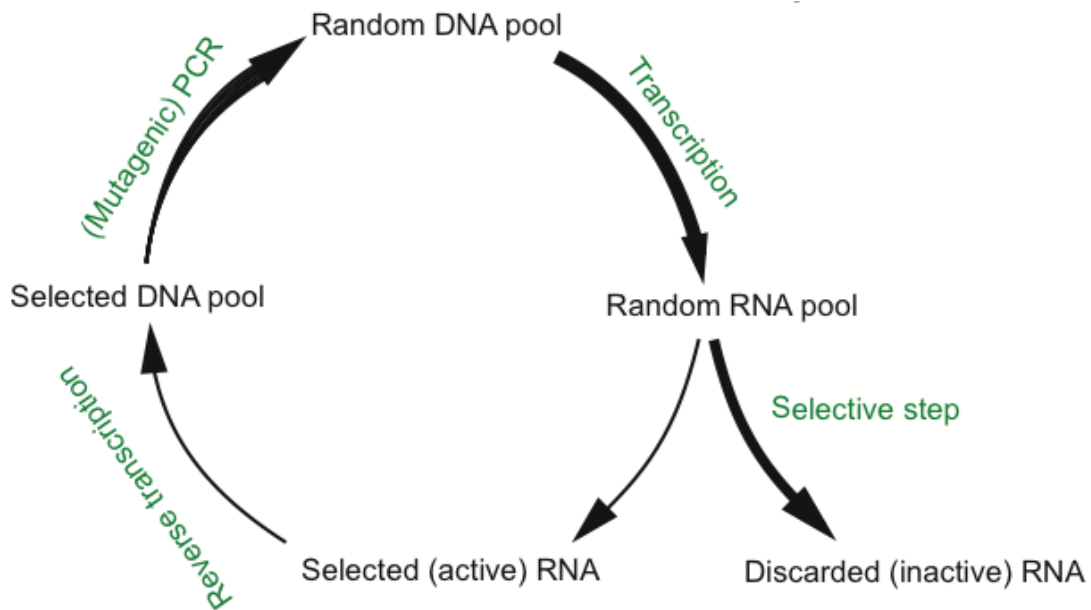 Random DNA pool
(Mutagenic) PCR
Transcription
Selected DNA pool
Random RNA pool
Selective step
Reverse transcription
Selected (active) RNA
Discarded (inactive) RNA